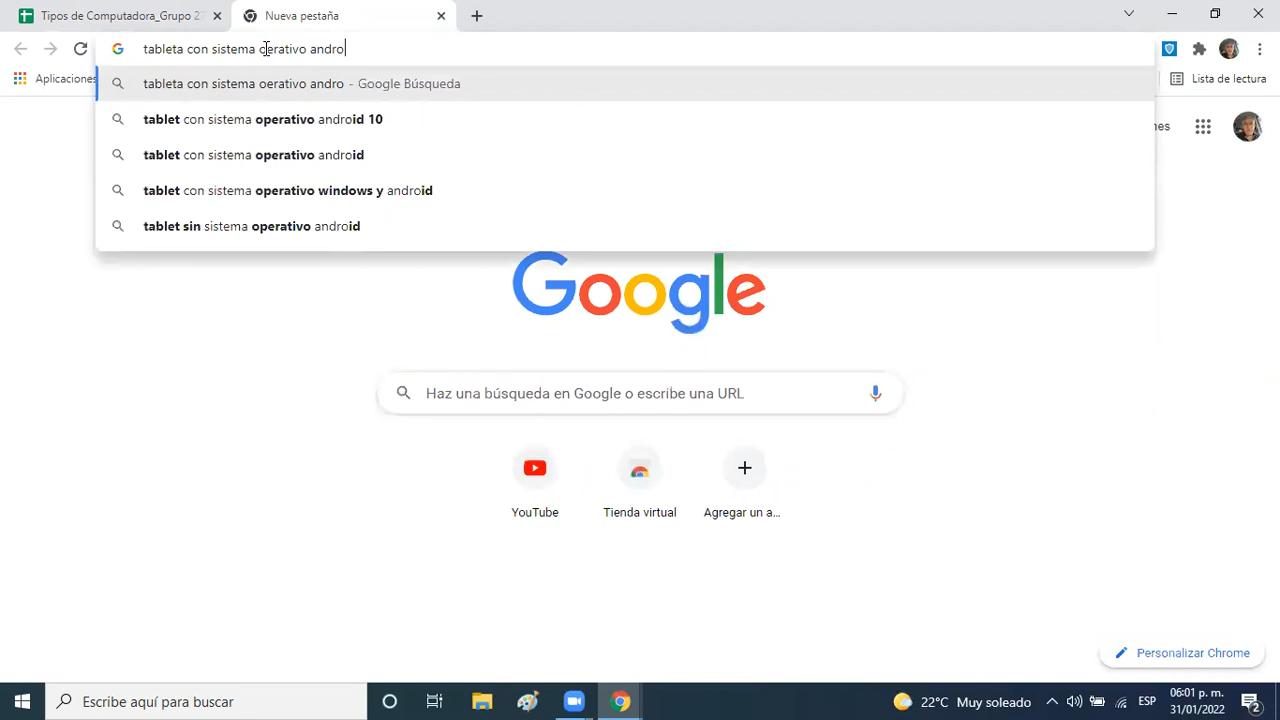 Tipos de Computadora_Grupo 2
Nueva pestaña
tableta con sistema oerativo andro
Aplicaciones
Lista de lectura
tableta con sistema oerativo andro - Google Búsqueda
tablet con sistema operativo android 10
tablet con sistema operativo android
tablet con sistema operativo windows y android
tablet sin sistema operativo android
Google
Haz una búsqueda en Google o escribe una URL
YouTube
Tienda virtual
Agregar un a...
Personalizar Chrome
Escribe aquí para buscar
22°C Muy soleado
ESP
06:01 p. m.
31/01/2022
2